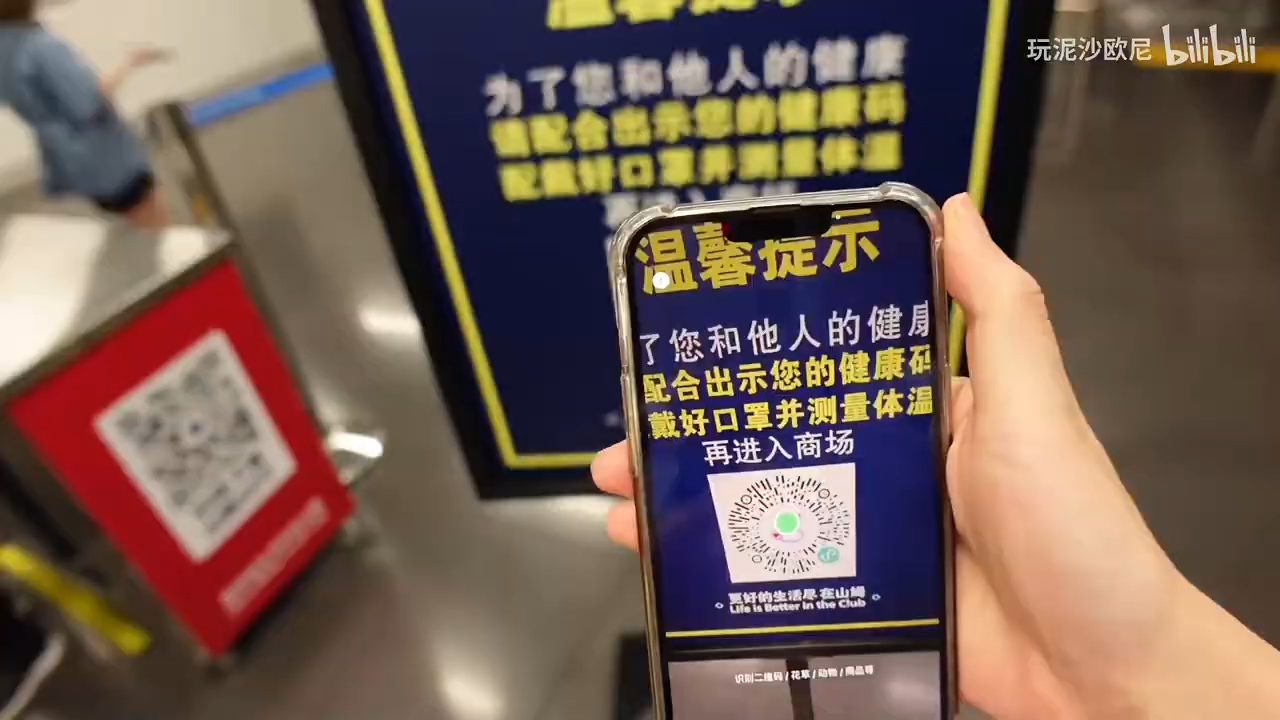 玩泥沙欧尼 bilibili
温馨提示
为了您和他人的健康
请配合出示您的健康码
配戴好口罩并测量体温
温馨提示
了您和他人的健康
配合出示您的健康码
戴好口罩并测量体温
再进入商场
更好的生活尽在山姆
Life is Better in the Club
识别二维码 / 花草 / 动物 / 商品等